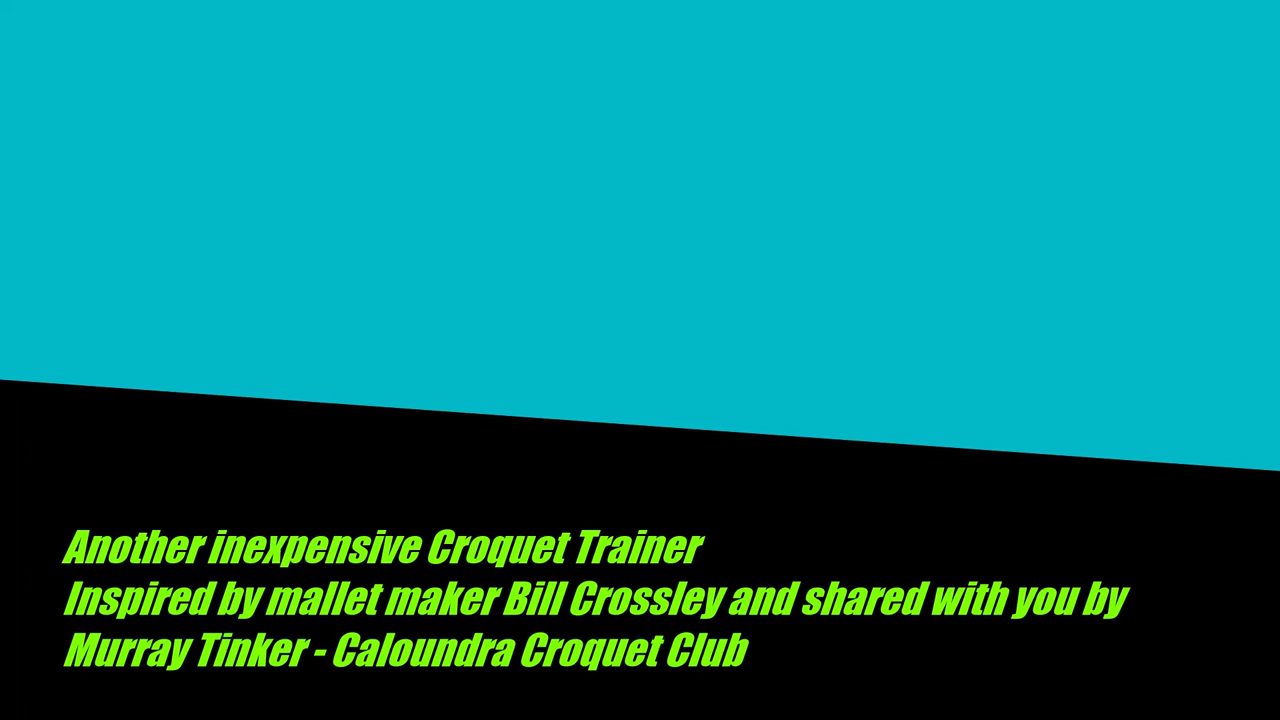 Another inexpensive Croquet Trainer
Inspired by mallet maker Bill Crossley and shared with you by
Murray Tinker - Caloundra Croquet Club